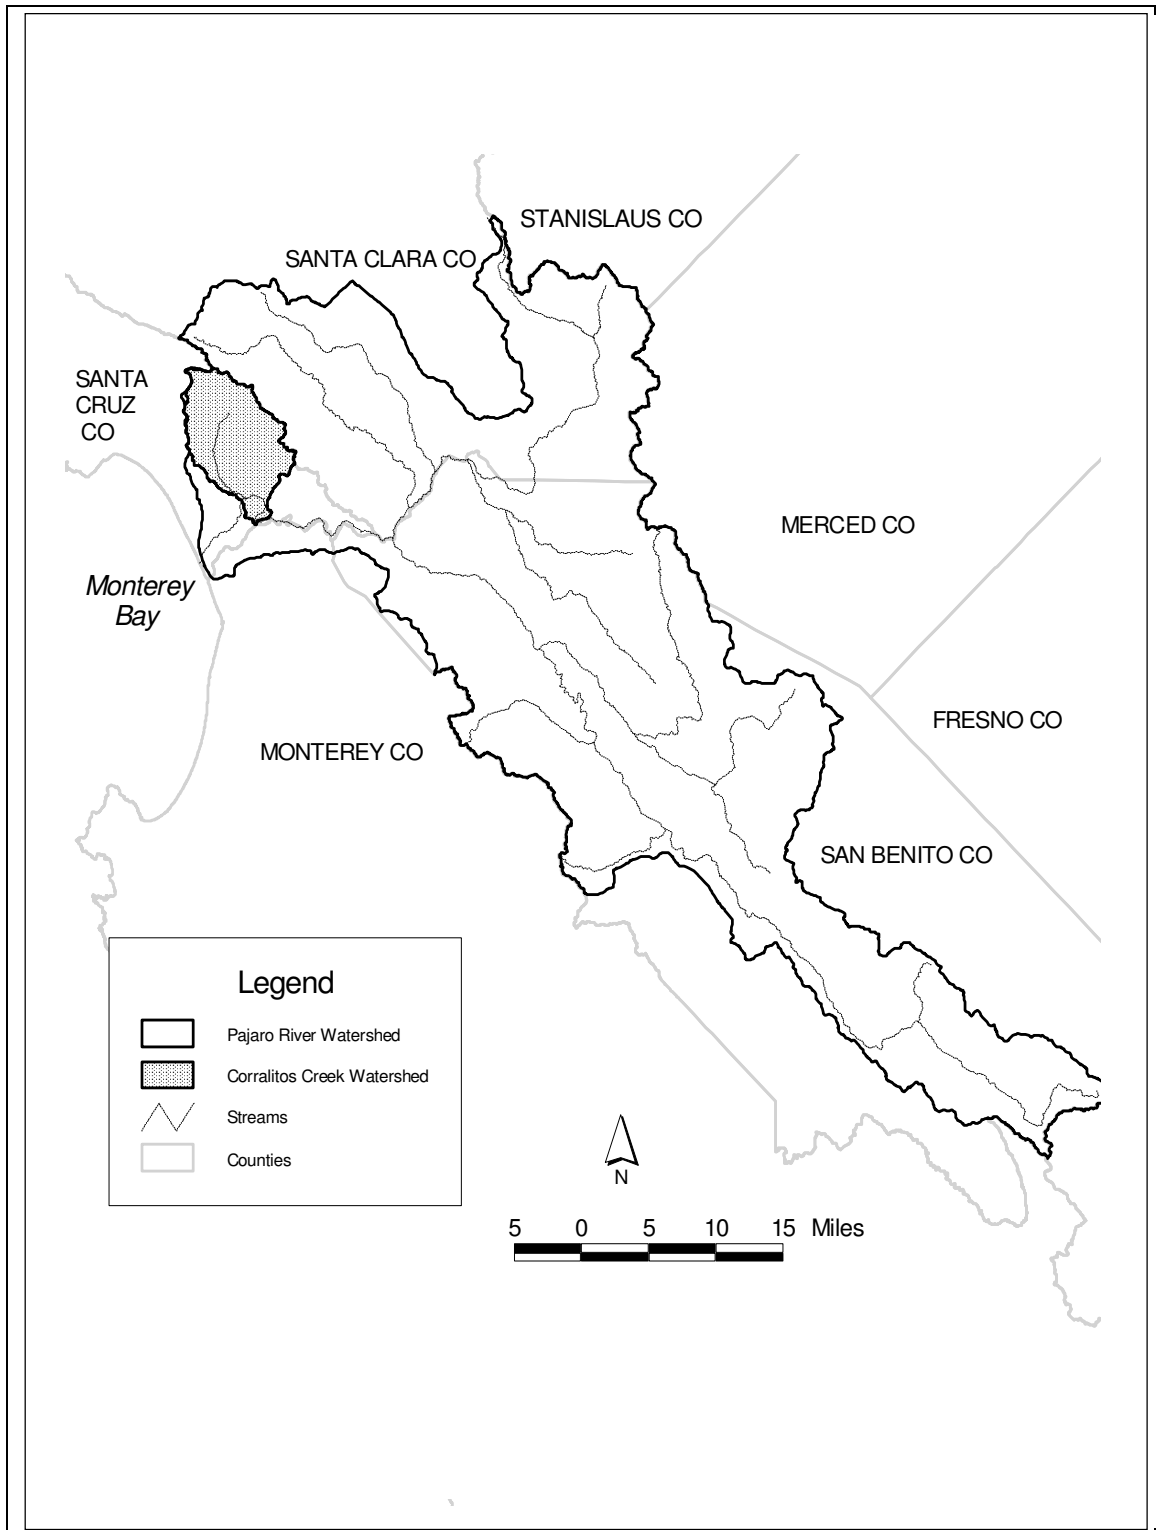 STANISLAUS CO
SANTA CLARA CO
SANTA
CRUZ
CO
MERCED CO
Monterey
Bay
FRESNO CO
MONTEREY CO
SAN BENITO CO
Legend
Pajaro River Watershed
Corralitos Creek Watershed
Streams
Counties
N
5 0 5 10 15 Miles